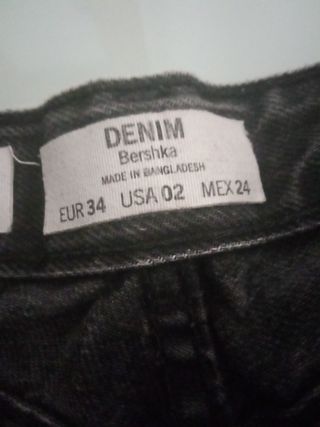 DENIM
Bershka
MADE IN BANGLADESH
EUR 34 USA 02 MEX 24